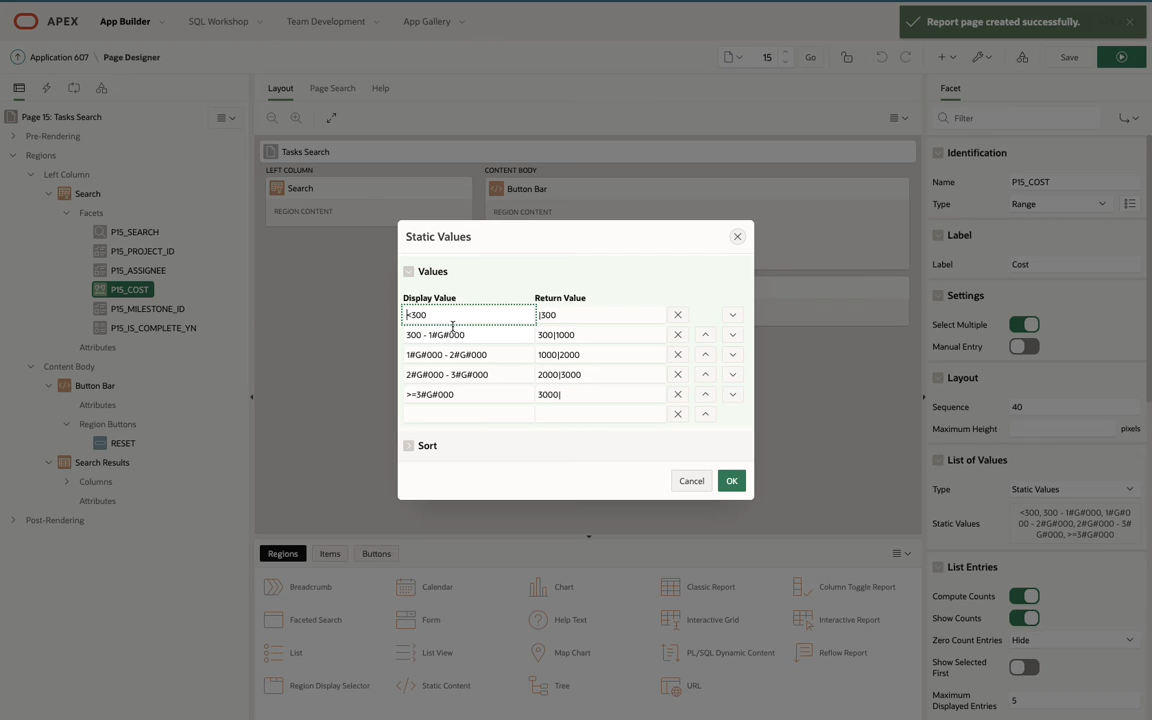 APEX App Builder SQL Workshop Team Development App Gallery
Report page created successfully.
Application 607 \ Page Designer
15 Go Save
Layout Page Search Help
Facet
Page 15: Tasks Search
Filter
Pre-Rendering
Regions
Left Column
Search
Facets
P15_SEARCH
P15_PROJECT_ID
P15_ASSIGNEE
P15_COST
P15_MILESTONE_ID
P15_IS_COMPLETE_YN
Attributes
Content Body
Button Bar
Attributes
Region Buttons
RESET
Search Results
Columns
Attributes
Post-Rendering
Tasks Search
LEFT COLUMN
Search
REGION CONTENT
CONTENT BODY
Button Bar
REGION CONTENT
Static Values
Values
Display Value Return Value
<300 |300
300 - 1#G#000 300|1000
1#G#000 - 2#G#000 1000|2000
2#G#000 - 3#G#000 2000|3000
>=3#G#000 3000|
Sort
Cancel OK
Regions Items Buttons
Breadcrumb Calendar Chart Classic Report Column Toggle Report
Faceted Search Form Help Text Interactive Grid Interactive Report
List List View Map Chart PL/SQL Dynamic Content Reflow Report
Region Display Selector Static Content Tree URL
Identification
Name P15_COST
Type Range
Label
Label Cost
Settings
Select Multiple
Manual Entry
Layout
Sequence 40
Maximum Height pixels
List of Values
Type Static Values
Static Values <300, 300 - 1#G#000, 1#G#0
00 - 2#G#000, 2#G#000 - 3#
G#000, >=3#G#000
List Entries
Compute Counts
Show Counts
Zero Count Entries Hide
Show Selected
First
Maximum
Displayed Entries 5